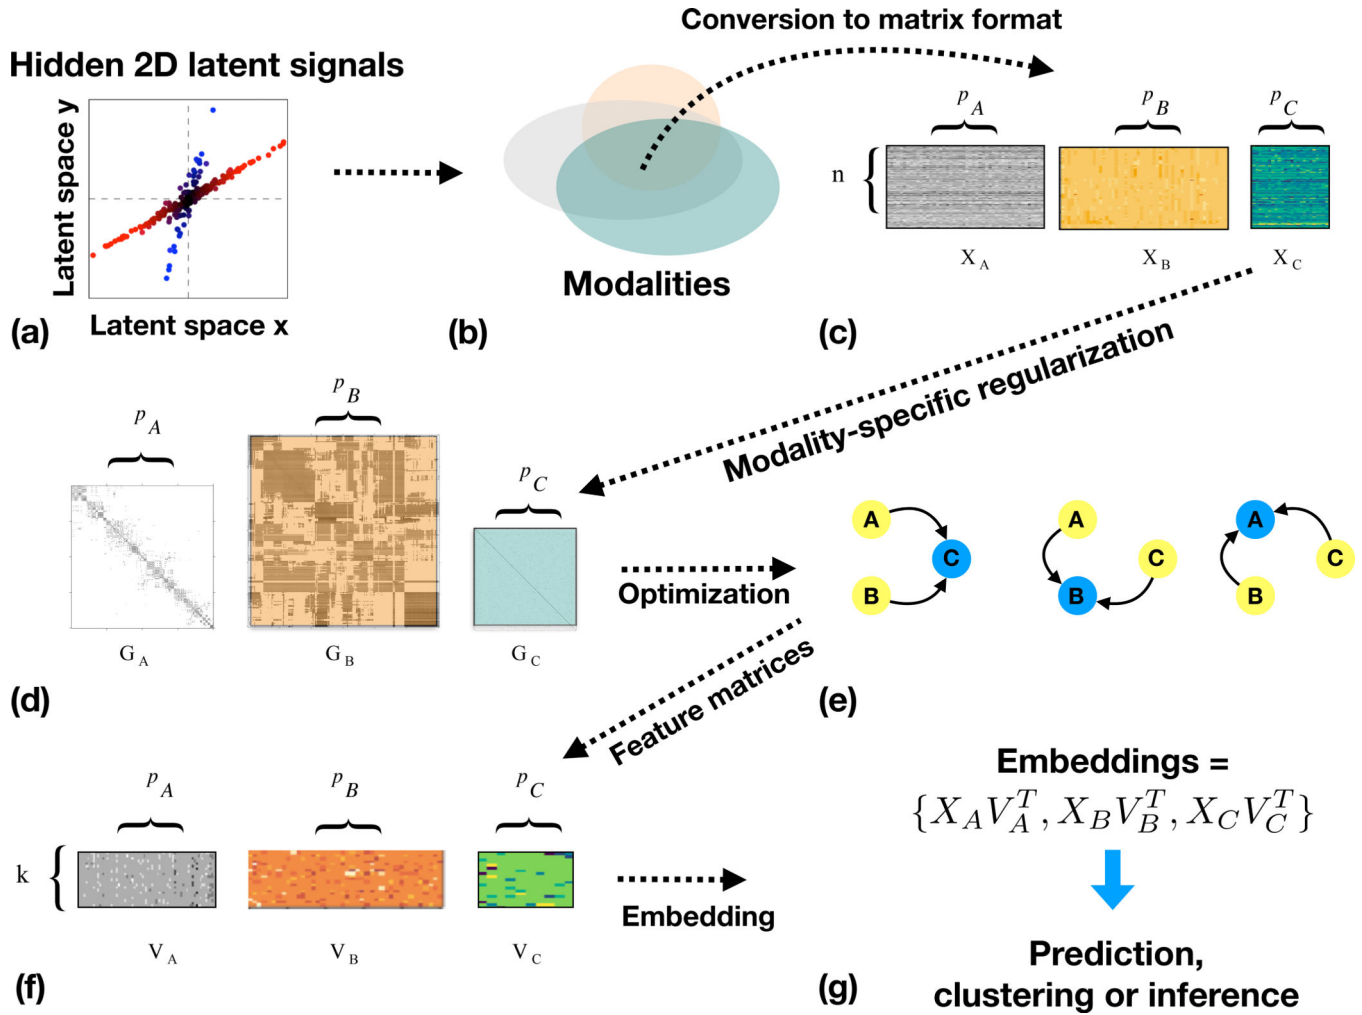 Conversion to matrix format
Hidden 2D latent signals
Latent space y
Latent space x
(a)
Modalities
(b)
p_A
p_B
p_C
n
X_A
X_B
X_C
(c)
Modality-specific regularization
p_A
p_B
p_C
G_A
G_B
G_C
(d)
Optimization
A
C
B
A
C
B
A
C
B
(e)
Feature matrices
p_A
p_B
p_C
k
V_A
V_B
V_C
(f)
Embedding
Embeddings =
{X_A V_A^T, X_B V_B^T, X_C V_C^T}
Prediction,
clustering or inference
(g)